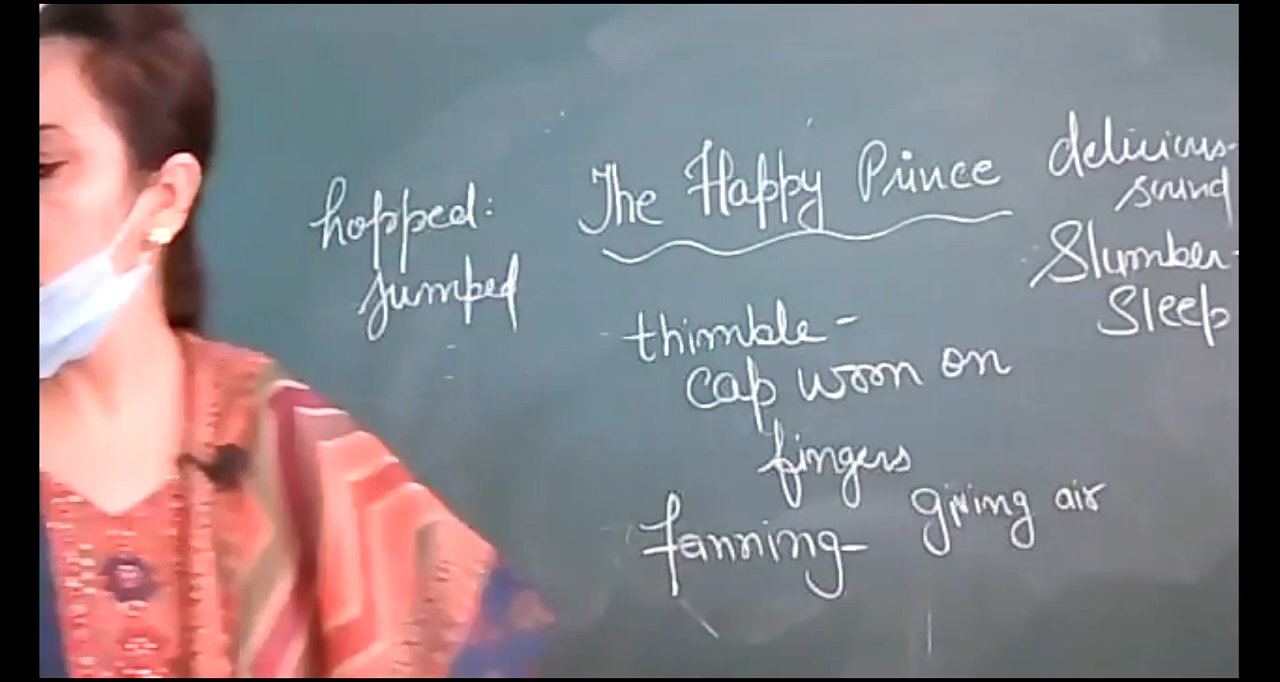 The Happy Prince
hopped:
jumped
thimble-
cap worn on
fingers
fanning- giving air
delicious-
sound
Slumber-
Sleep